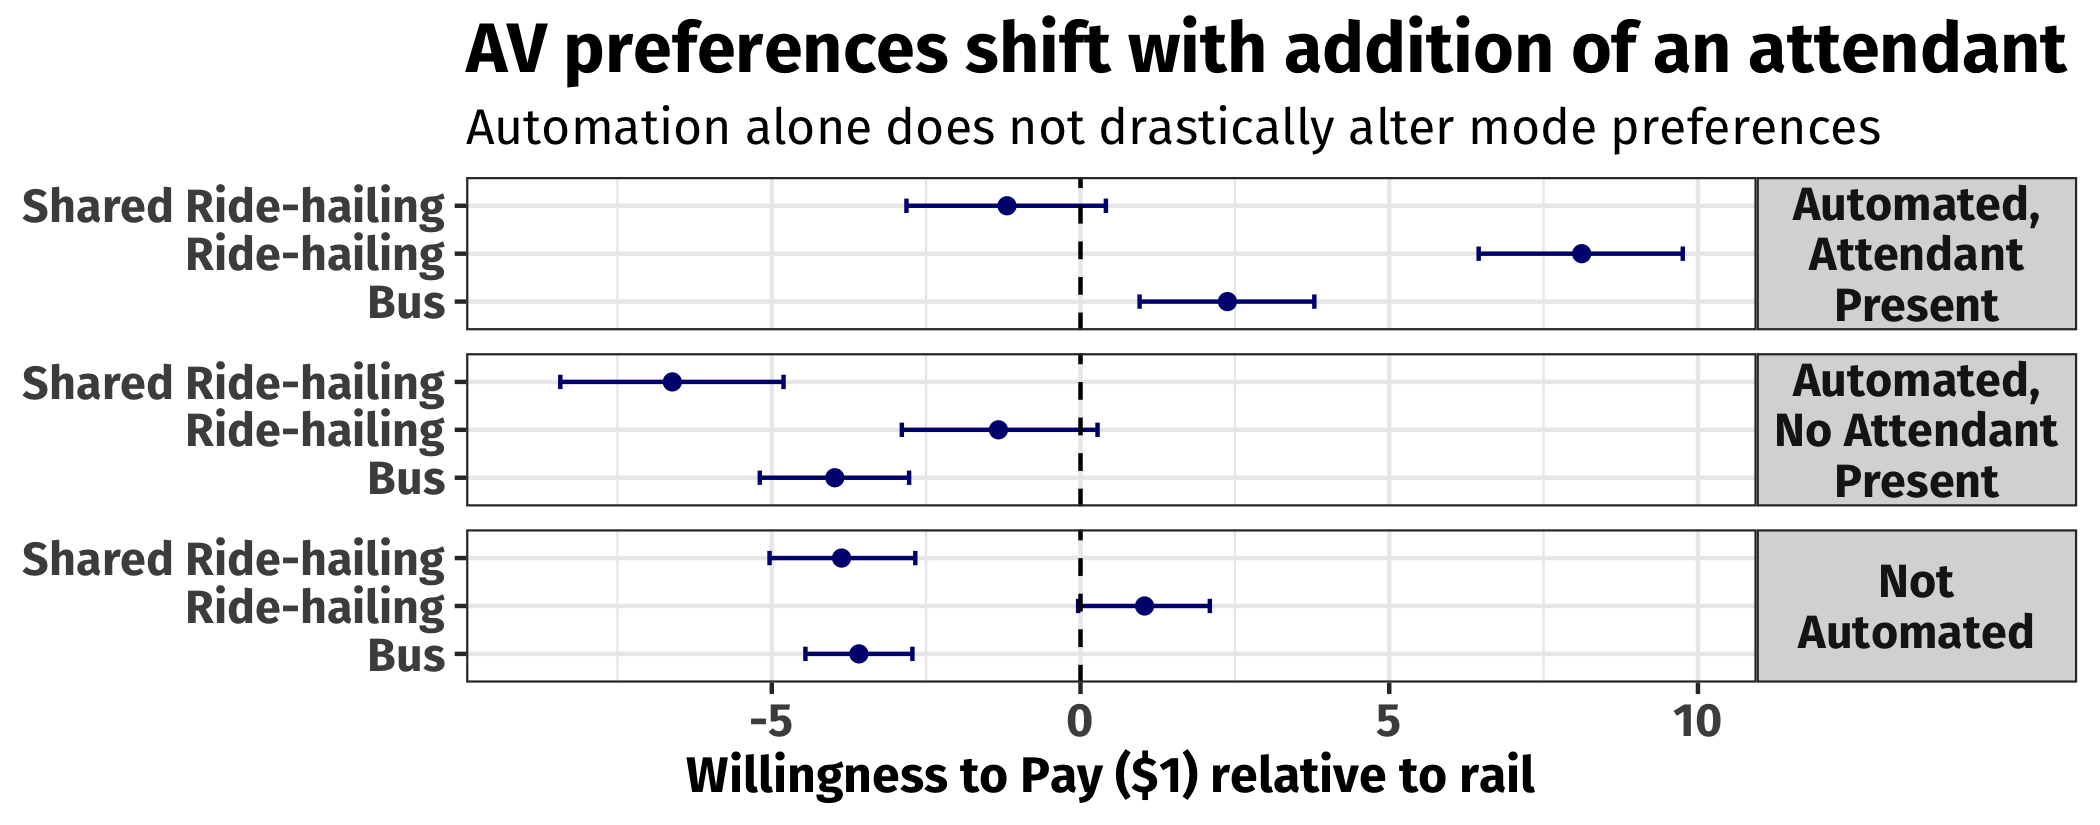 AV preferences shift with addition of an attendant
Automation alone does not drastically alter mode preferences
Shared Ride-hailing
Ride-hailing
Bus
Automated,
Attendant
Present
Shared Ride-hailing
Ride-hailing
Bus
Automated,
No Attendant
Present
Shared Ride-hailing
Ride-hailing
Bus
Not
Automated
-5 0 5 10
Willingness to Pay ($1) relative to rail